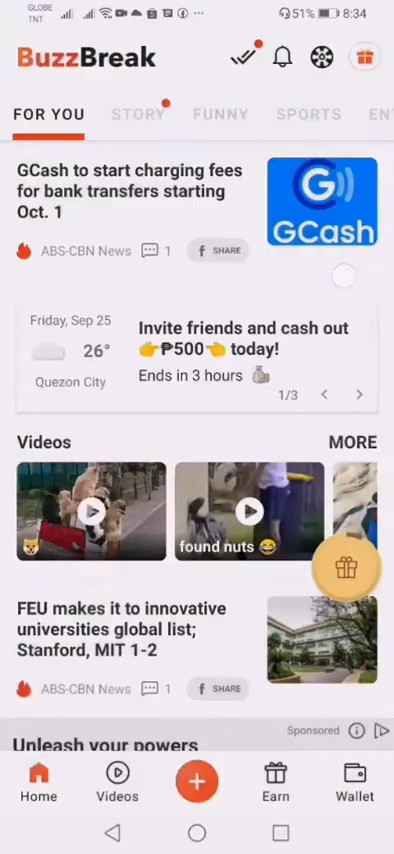 GLOBE
TNT
51% 8:34
BuzzBreak
FOR YOU STORY FUNNY SPORTS EN
GCash to start charging fees
for bank transfers starting
Oct. 1
GCash
ABS-CBN News 1 f SHARE
Friday, Sep 25
26°
Quezon City
Invite friends and cash out
👉₱500👈 today!
Ends in 3 hours 💰
1/3
Videos MORE
found nuts 😂
FEU makes it to innovative
universities global list;
Stanford, MIT 1-2
ABS-CBN News 1 f SHARE
Sponsored
Unleash your powers
Home Videos Earn Wallet